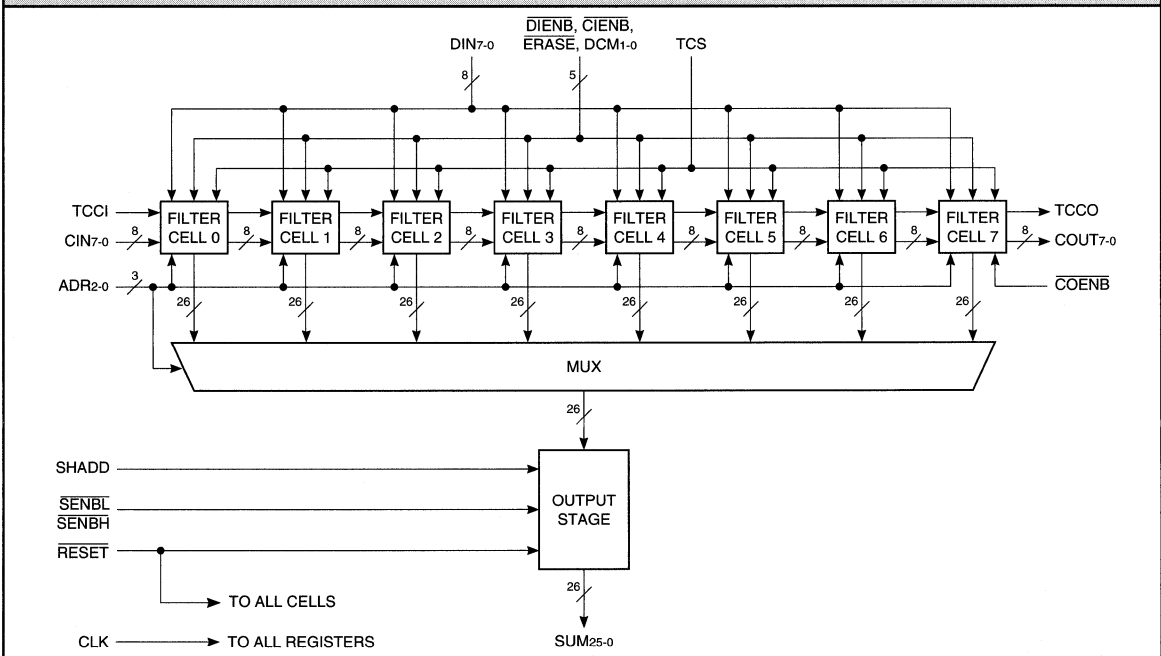 DIENB, CIENB,
DIN7-0 ERASE, DCM1-0 TCS
8 5
TCCI FILTER CELL 0 FILTER CELL 1 FILTER CELL 2 FILTER CELL 3 FILTER CELL 4 FILTER CELL 5 FILTER CELL 6 FILTER CELL 7 TCCO
CIN7-0 8 8 8 8 8 8 8 8 8 COUT7-0
ADR2-0 3 COENB
26 26 26 26 26 26 26 26
MUX
26
SHADD
SENBL
SENBH
OUTPUT
STAGE
RESET
26
TO ALL CELLS
CLK TO ALL REGISTERS
SUM25-0